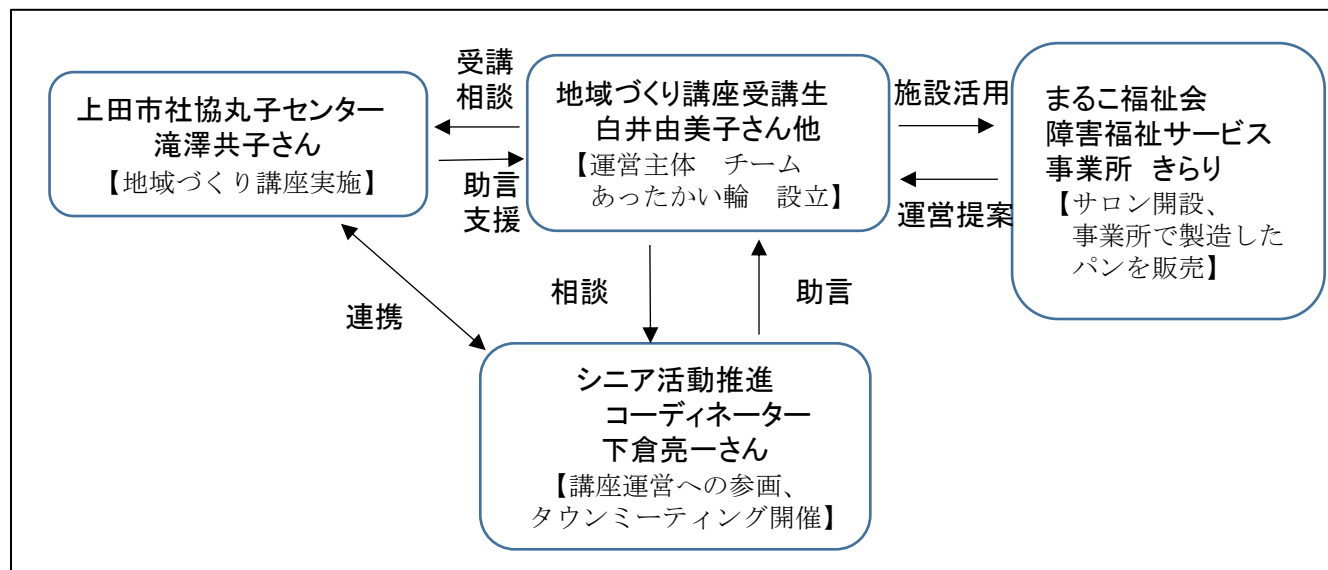 上田市社協丸子センター
滝澤共子さん
【地域づくり講座実施】
受講
相談
助言
支援
地域づくり講座受講生
白井由美子さん他
【運営主体　チーム
あったかい輪　設立】
施設活用
運営提案
まるこ福祉会
障害福祉サービス
事業所　きらり
【サロン開設、
事業所で製造した
パンを販売】
連携
相談
助言
シニア活動推進
コーディネーター
下倉亮一さん
【講座運営への参画、
タウンミーティング開催】